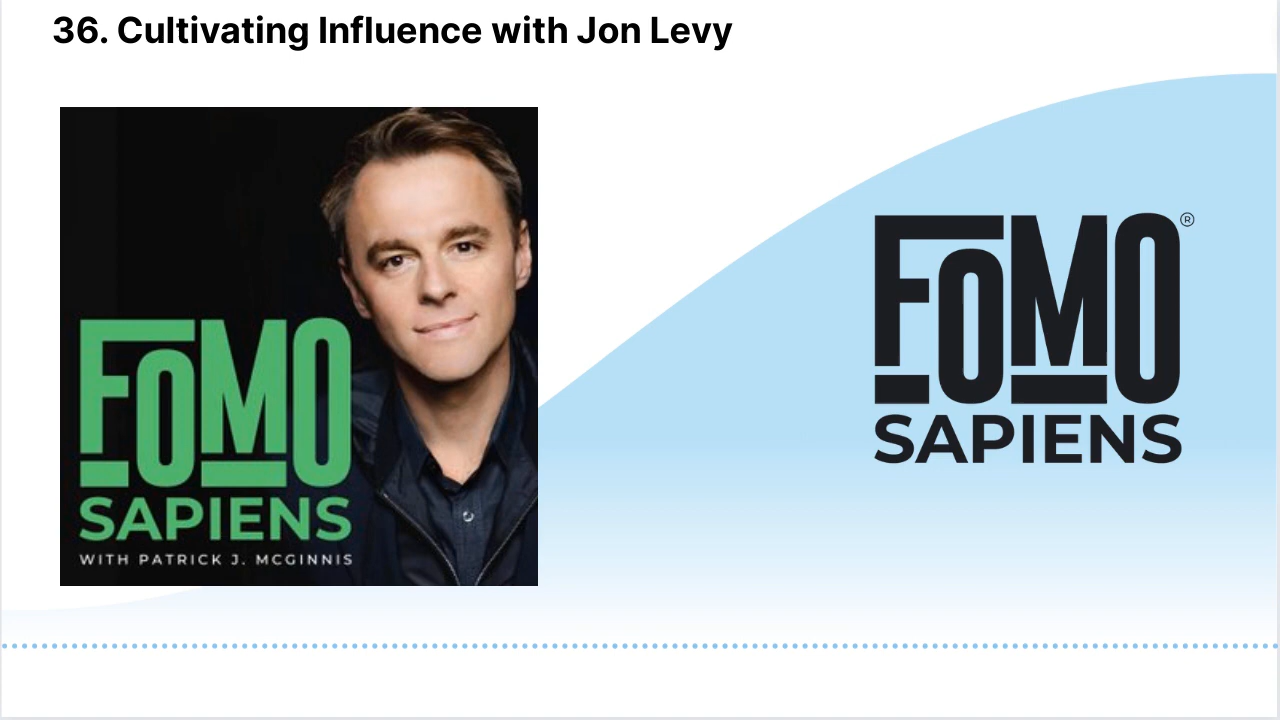 36. Cultivating Influence with Jon Levy
FOMO
SAPIENS
WITH PATRICK J. MCGINNIS
FOMO®
SAPIENS